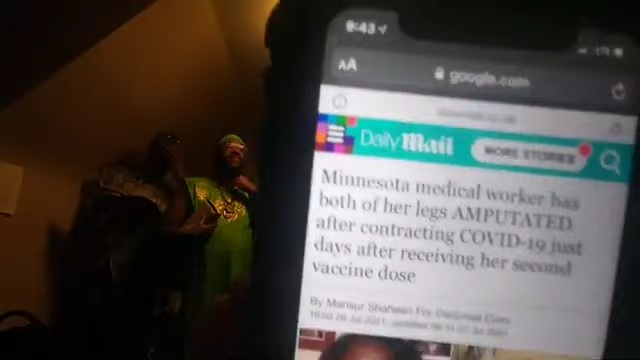 9:43
AA
google.com
Daily Mail
MORE STORIES
Minnesota medical worker has
both of her legs AMPUTATED
after contracting COVID-19 just
days after receiving her second
vaccine dose
By Mansur Shaheen For Dailymail.Com